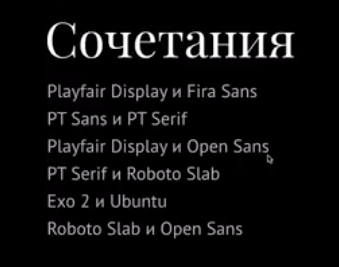 Сочетания
Playfair Display и Fira Sans
PT Sans и PT Serif
Playfair Display и Open Sans
PT Serif и Roboto Slab
Exo 2 и Ubuntu
Roboto Slab и Open Sans